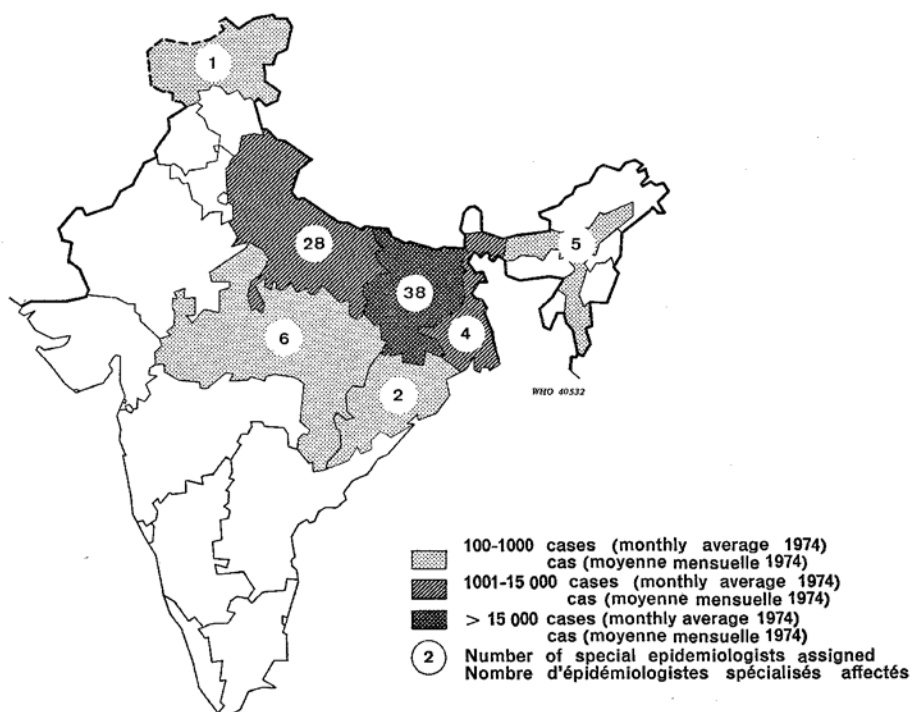 1
28
5
38
6
4
2
WHO 40532
100-1000 cases (monthly average 1974)
cas (moyenne mensuelle 1974)
1001-15 000 cases (monthly average 1974)
cas (moyenne mensuelle 1974)
> 15 000 cases (monthly average 1974)
cas (moyenne mensuelle 1974)
2 Number of special epidemiologists assigned
Nombre d'épidémiologistes spécialisés affectés